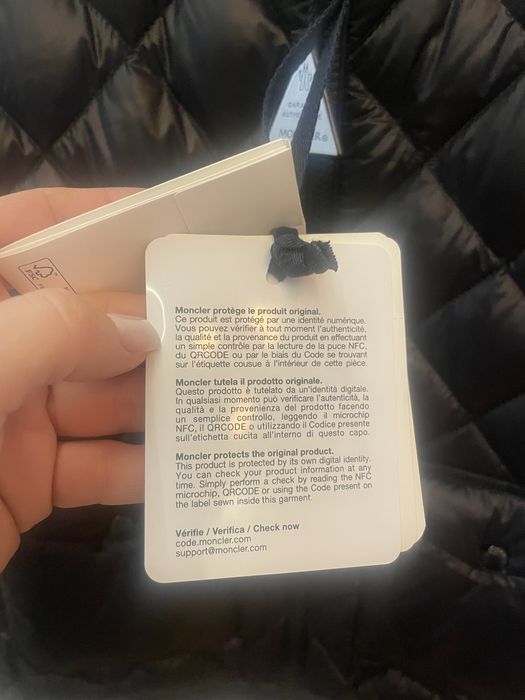 MONCLER
FSC
Moncler protège le produit original.
Ce produit est protégé par une identité numérique.
Vous pouvez vérifier à tout moment l'authenticité,
la qualité et la provenance du produit en effectuant
un simple contrôle par la lecture de la puce NFC,
du QRCODE ou par le biais du Code se trouvant
sur l'étiquette cousue à l'intérieur de cette pièce.
Moncler tutela il prodotto originale.
Questo prodotto è tutelato da un'identità digitale.
In qualsiasi momento può verificare l'autenticità, la
qualità e la provenienza del prodotto facendo
un semplice controllo, leggendo il microchip
NFC, il QRCODE o utilizzando il Codice presente
sull'etichetta cucita all'interno di questo capo.
Moncler protects the original product.
This product is protected by its own digital identity.
You can check your product information at any
time. Simply perform a check by reading the NFC
microchip, QRCODE or using the Code present on
the label sewn inside this garment.
Vérifie / Verifica / Check now
code.moncler.com
support@moncler.com